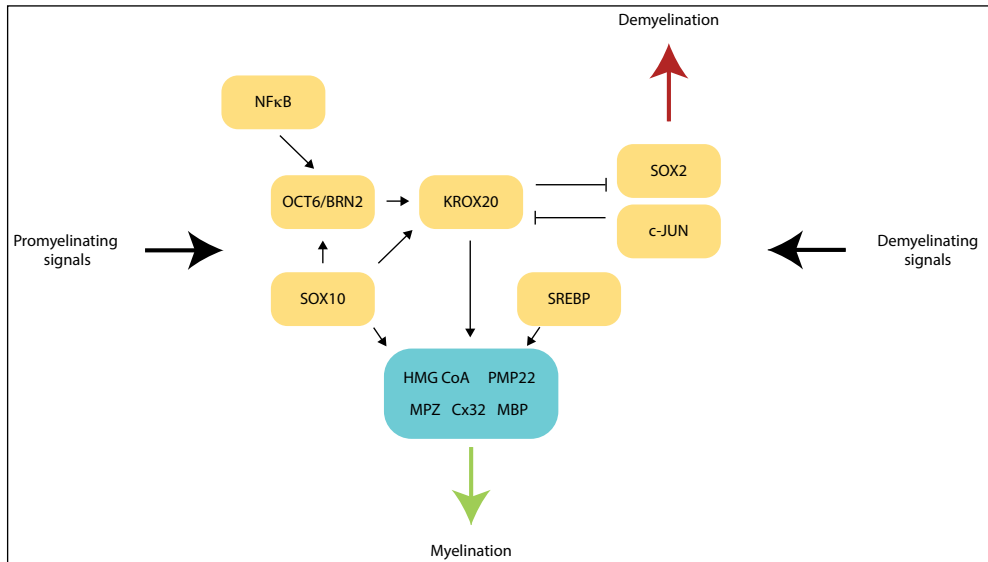 Demyelination
NFκB
SOX2
OCT6/BRN2
KROX20
c-JUN
Promyelinating
signals
Demyelinating
signals
SOX10
SREBP
HMG CoA PMP22
MPZ Cx32 MBP
Myelination